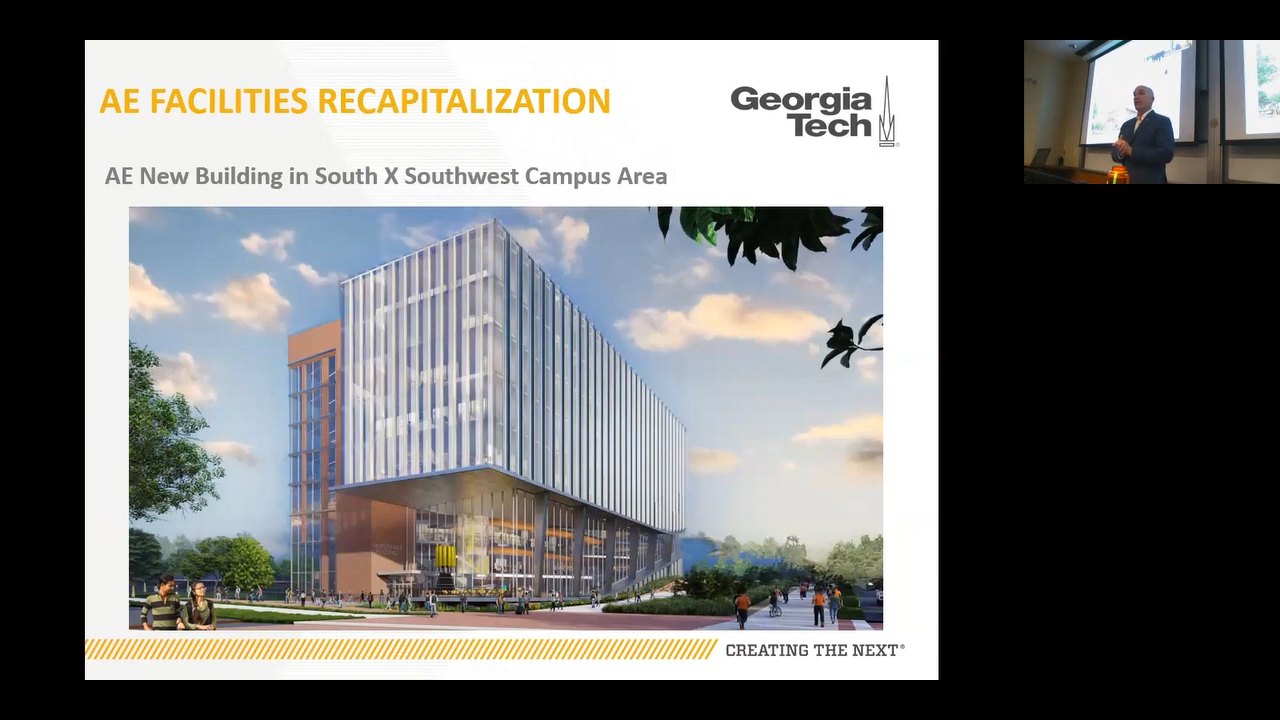 AE FACILITIES RECAPITALIZATION
Georgia
Tech
AE New Building in South X Southwest Campus Area
CREATING THE NEXT®